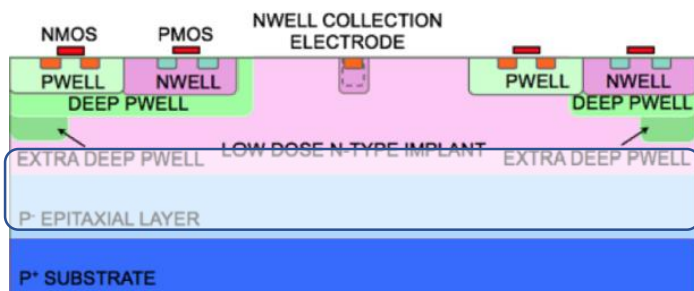 NMOS PMOS NWELL COLLECTION
ELECTRODE
PWELL NWELL PWELL NWELL
DEEP PWELL DEEP PWELL
LOW DOSE N-TYPE IMPLANT
EXTRA DEEP PWELL EXTRA DEEP PWELL
P- EPITAXIAL LAYER
P+ SUBSTRATE